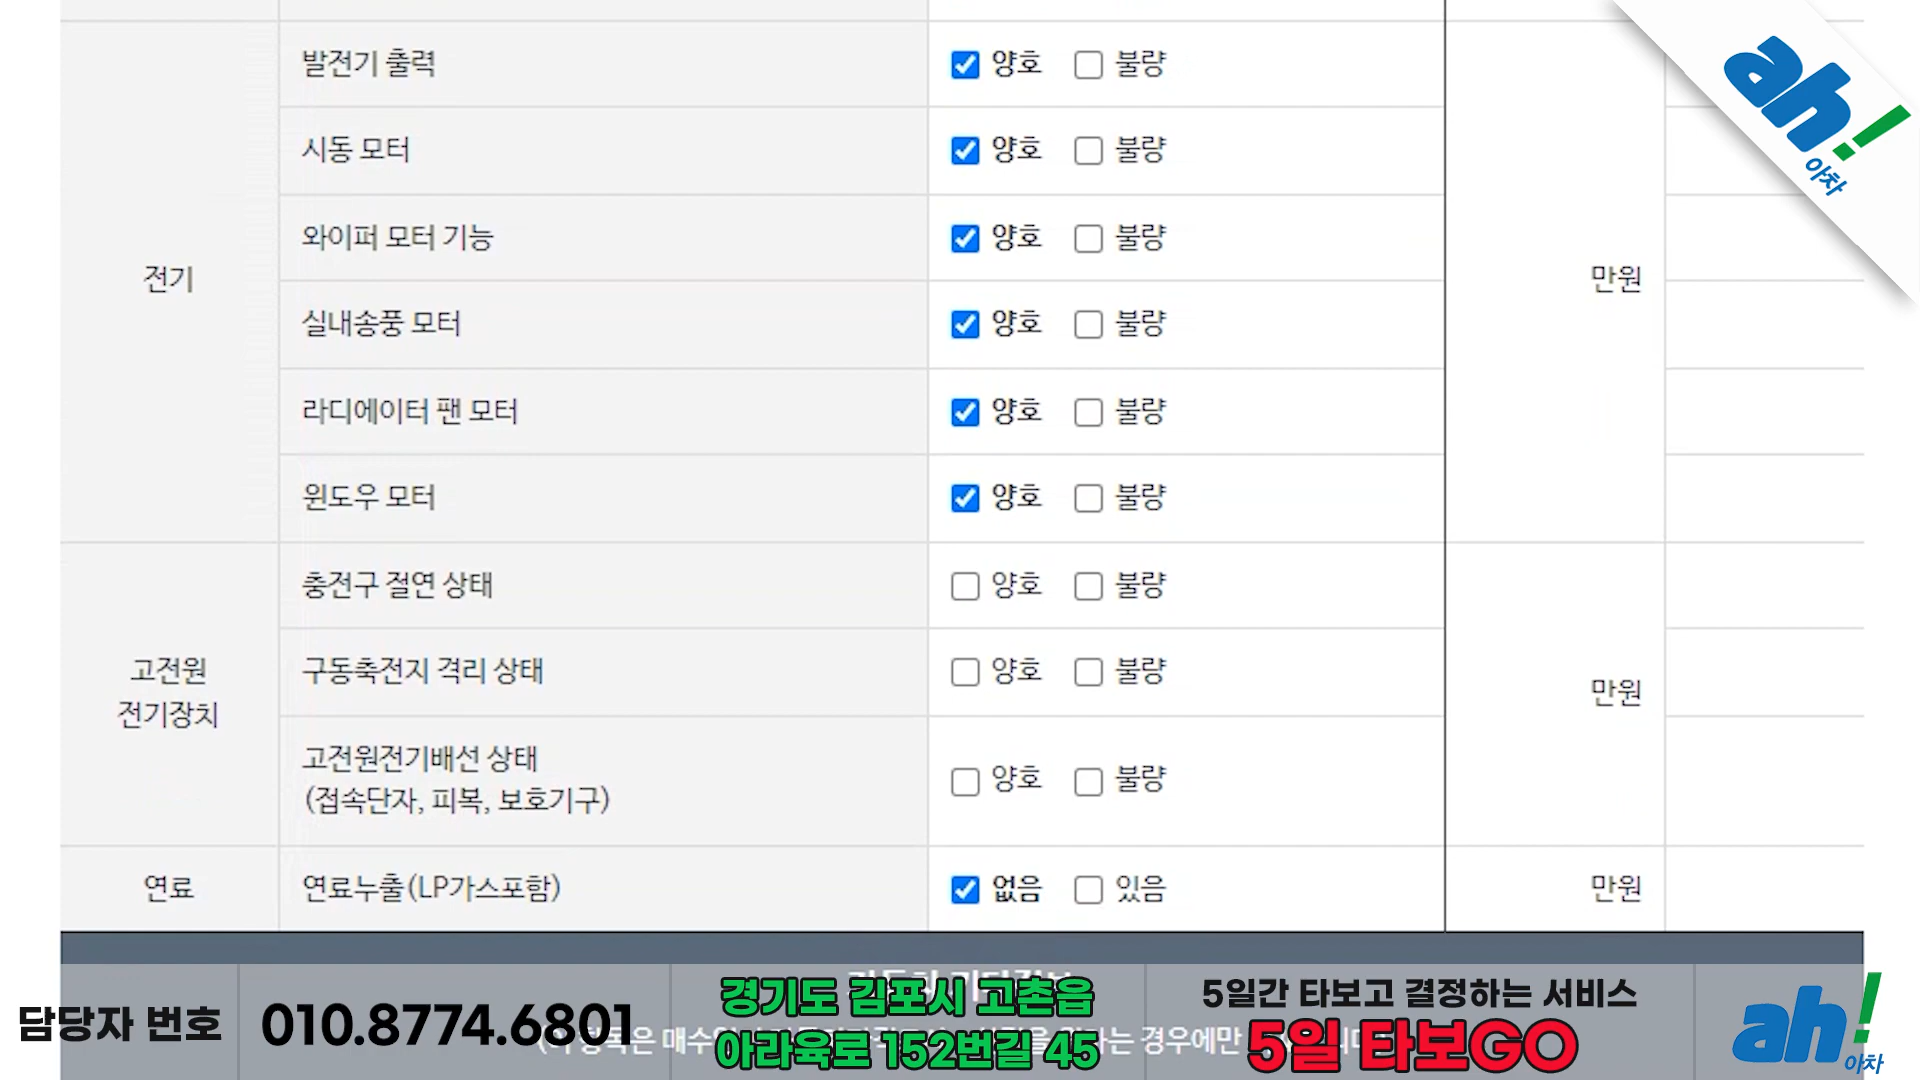 전기
발전기 출력 양호 불량
시동 모터 양호 불량
와이퍼 모터 기능 양호 불량
실내송풍 모터 양호 불량
라디에이터 팬 모터 양호 불량
윈도우 모터 양호 불량
만원
고전원
전기장치
충전구 절연 상태 양호 불량
구동축전지 격리 상태 양호 불량
고전원전기배선 상태
(접속단자, 피복, 보호기구) 양호 불량
만원
연료 연료누출(LP가스포함) 없음 있음 만원
ah!
아차
담당자 번호 010.8774.6801
경기도 김포시 고촌읍
아라육로 152번길 45
5일간 타보고 결정하는 서비스
5일 타보GO
ah!
아차